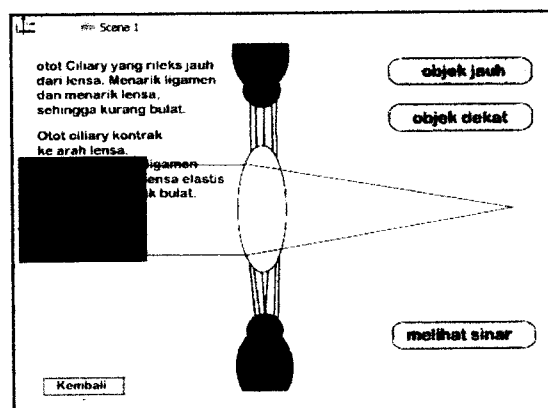 Scene 1
otot Ciliary yang rileks jauh
dari lensa. Menarik ligamen
dan menarik lensa,
sehingga kurang bulat.
Otot ciliary kontrak
ke arah lensa.
ligamen
lensa elastis
bulat.
objek jauh
objek dekat
melihat sinar
Kembali